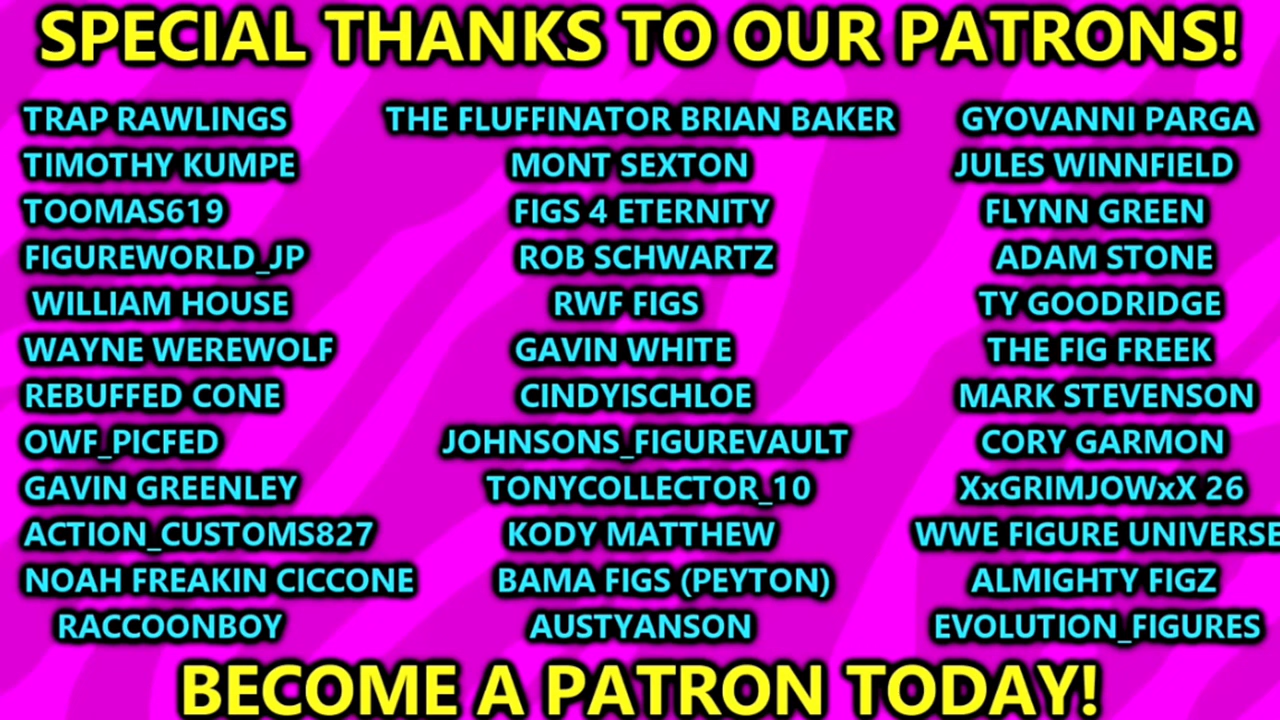 SPECIAL THANKS TO OUR PATRONS!
TRAP RAWLINGS THE FLUFFINATOR BRIAN BAKER GYOVANNI PARGA
TIMOTHY KUMPE MONT SEXTON JULES WINNFIELD
TOOMAS619 FIGS 4 ETERNITY FLYNN GREEN
FIGUREWORLD_JP ROB SCHWARTZ ADAM STONE
WILLIAM HOUSE RWF FIGS TY GOODRIDGE
WAYNE WEREWOLF GAVIN WHITE THE FIG FREEK
REBUFFED CONE CINDYISCHLOE MARK STEVENSON
OWF_PICFED JOHNSONS_FIGUREVAULT CORY GARMON
GAVIN GREENLEY TONYCOLLECTOR_10 XxGRIMJOWxX 26
ACTION_CUSTOMS827 KODY MATTHEW WWE FIGURE UNIVERSE
NOAH FREAKIN CICCONE BAMA FIGS (PEYTON) ALMIGHTY FIGZ
RACCOONBOY AUSTYANSON EVOLUTION_FIGURES
BECOME A PATRON TODAY!